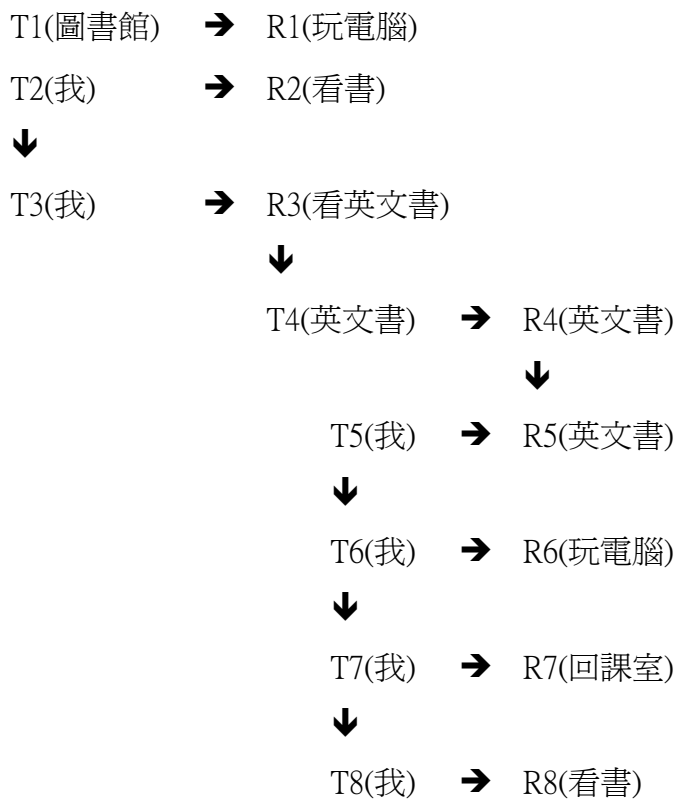 T1(圖書館) ➔ R1(玩電腦)
T2(我) ➔ R2(看書)
🡻
T3(我) ➔ R3(看英文書)
🡻
T4(英文書) ➔ R4(英文書)
🡻
T5(我) ➔ R5(英文書)
🡻
T6(我) ➔ R6(玩電腦)
🡻
T7(我) ➔ R7(回課室)
🡻
T8(我) ➔ R8(看書)